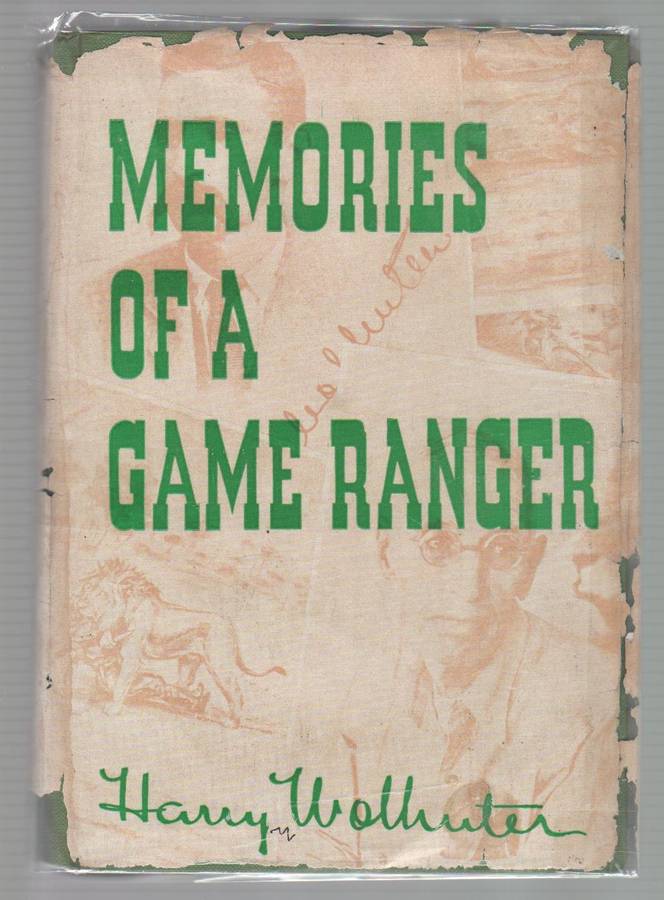 MEMORIES
OF A
GAME RANGER
Harry Wolhuter